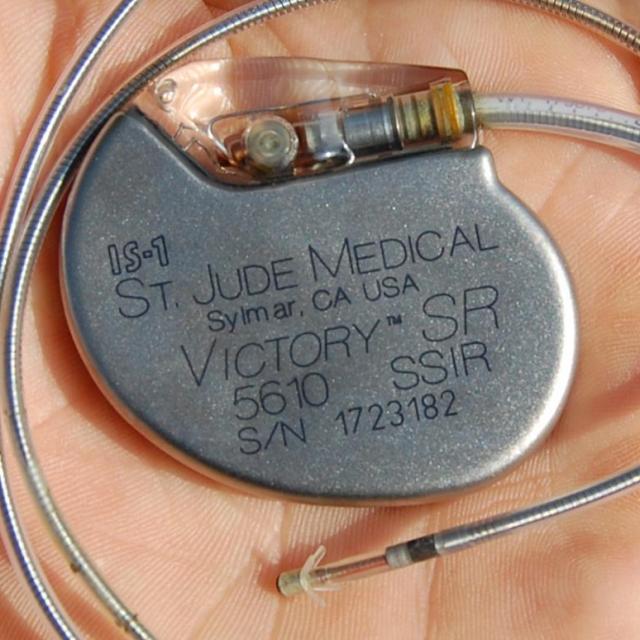 IS-1
ST. JUDE MEDICAL
Sylmar, CA USA
VICTORY™ SR
5610 SSIR
S/N 1723182